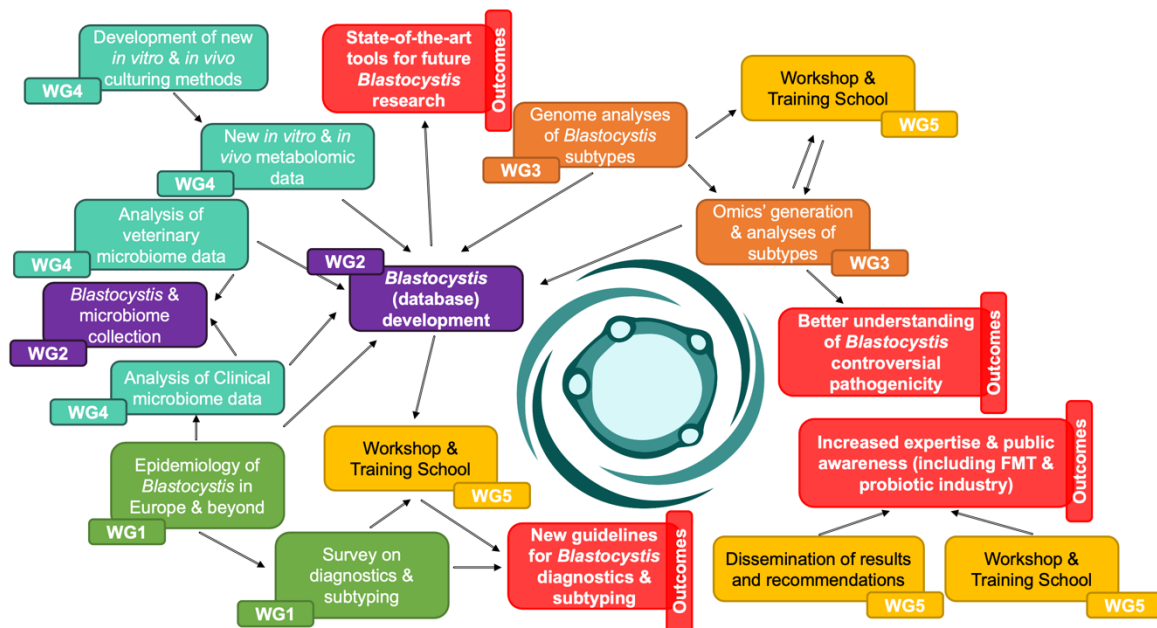 Development of new
in vitro & in vivo
culturing methods
WG4
State-of-the-art
tools for future
Blastocystis
research
Outcomes
Workshop &
Training School
WG5
Genome analyses
of Blastocystis
subtypes
WG3
New in vitro & in
vivo metabolomic
data
WG4
Analysis of
veterinary
microbiome data
WG4
Omics' generation
& analyses of
subtypes
WG3
WG2
Blastocystis
(database)
development
Blastocystis &
microbiome
collection
WG2
Better understanding
of Blastocystis
controversial
pathogenicity
Outcomes
Analysis of Clinical
microbiome data
WG4
Increased expertise & public
awareness (including FMT &
probiotic industry)
Outcomes
Epidemiology of
Blastocystis in
Europe & beyond
WG1
Workshop &
Training School
WG5
Survey on
diagnostics &
subtyping
WG1
New guidelines
for Blastocystis
diagnostics &
subtyping
Outcomes
Dissemination of results
and recommendations
WG5
Workshop &
Training School
WG5